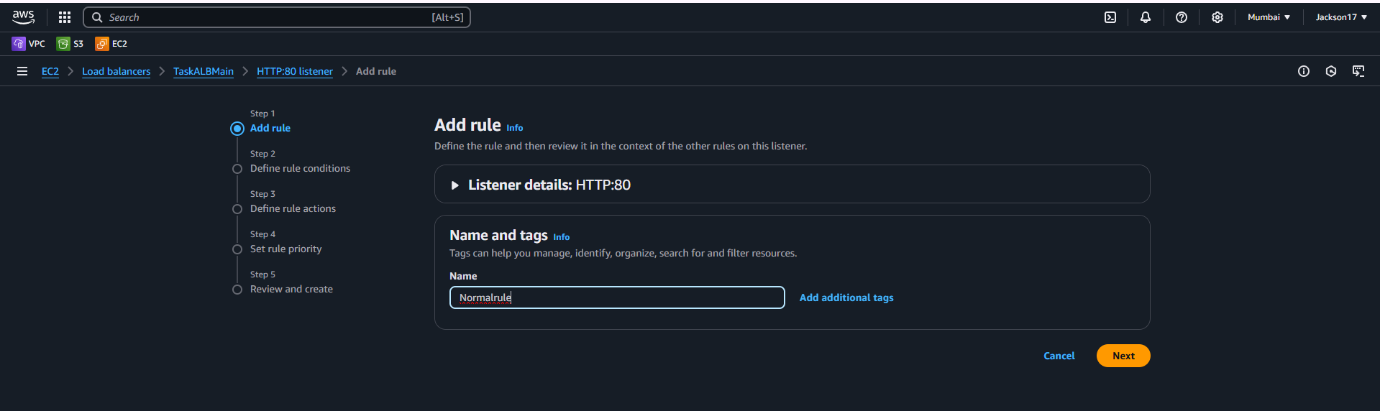 aws
Search [Alt+S] Mumbai ▼ Jackson17 ▼
VPC S3 EC2
EC2 > Load balancers > TaskALBMain > HTTP:80 listener > Add rule
Step 1
Add rule
Step 2
Define rule conditions
Step 3
Define rule actions
Step 4
Set rule priority
Step 5
Review and create
Add rule Info
Define the rule and then review it in the context of the other rules on this listener.
Listener details: HTTP:80
Name and tags Info
Tags can help you manage, identify, organize, search for and filter resources.
Name
Normalrule
Add additional tags
Cancel Next